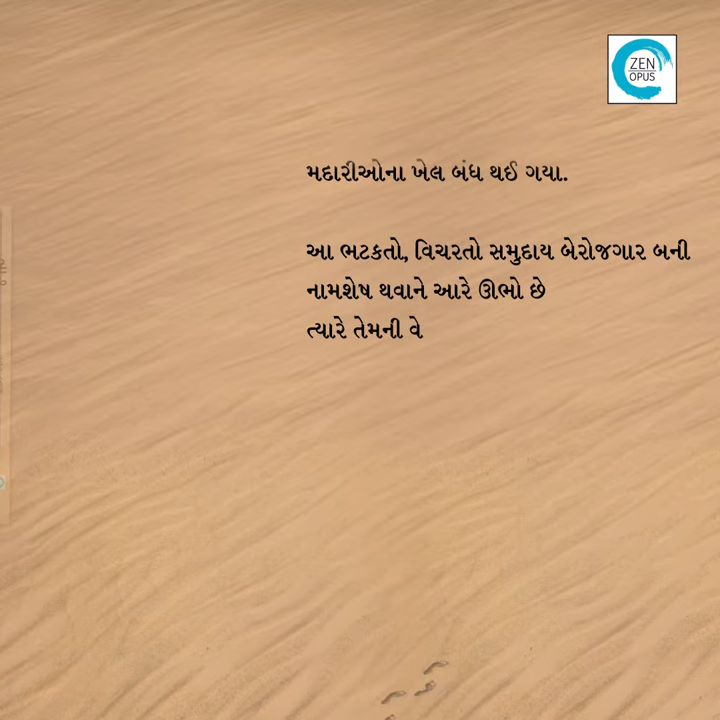 ZEN
OPUS
મદારીઓના ખેલ બંધ થઈ ગયા.
આ ભટકતો, વિચરતો સમુદાય બેરોજગાર બની
નામશેષ થવાને આરે ઊભો છે
ત્યારે તેમની વે